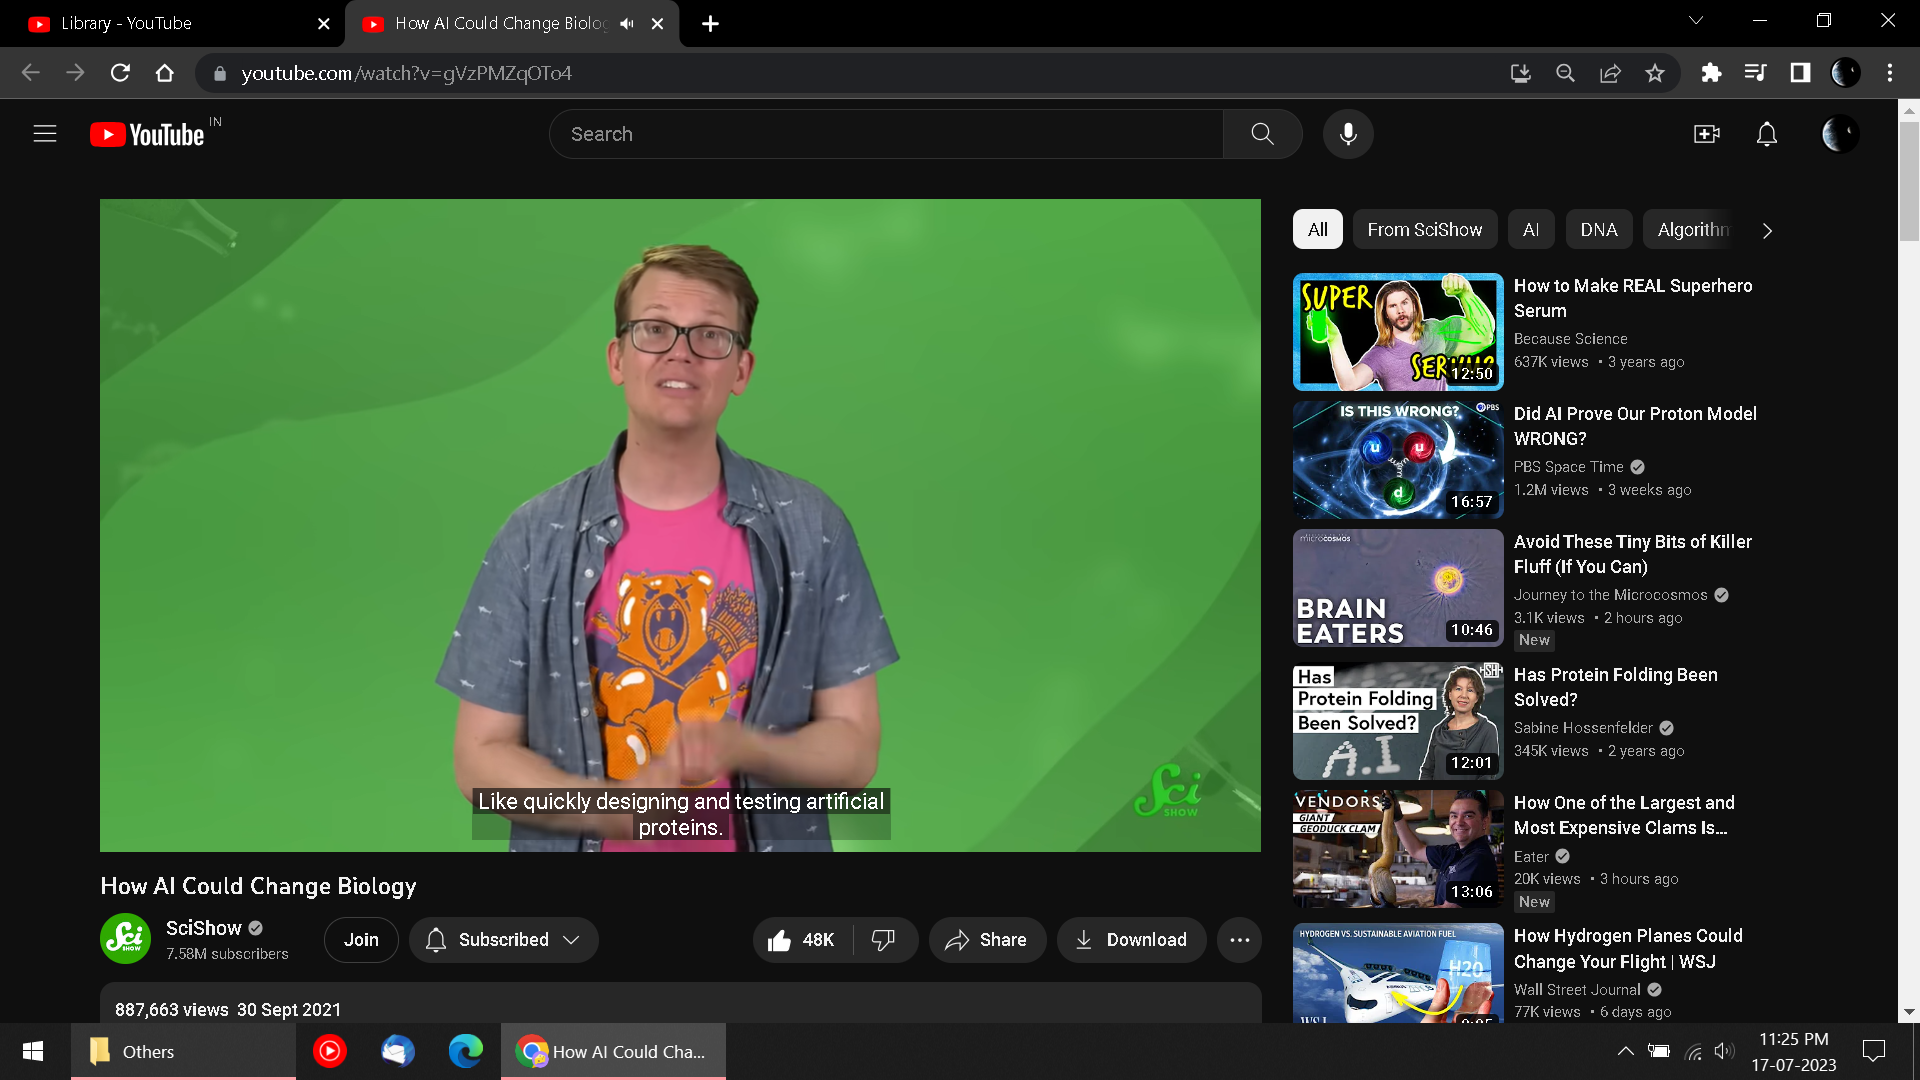 Library - YouTube
How AI Could Change Biolo
youtube.com/watch?v=gVzPMZqOTo4
YouTube IN
Search
All
From SciShow
AI
DNA
Algorithm
Like quickly designing and testing artificial
proteins.
Sci
SHOW
How AI Could Change Biology
Sci
SHOW
SciShow
7.58M subscribers
Join
Subscribed
48K
Share
Download
887,663 views 30 Sept 2021
SUPER
SERUM?
12:50
How to Make REAL Superhero
Serum
Because Science
637K views • 3 years ago
IS THIS WRONG?
PBS
u
u
d
16:57
Did AI Prove Our Proton Model
WRONG?
PBS Space Time
1.2M views • 3 weeks ago
microcosmos
BRAIN
EATERS
10:46
Avoid These Tiny Bits of Killer
Fluff (If You Can)
Journey to the Microcosmos
3.1K views • 2 hours ago
New
Has
Protein Folding
Been Solved?
A.I
12:01
Has Protein Folding Been
Solved?
Sabine Hossenfelder
345K views • 2 years ago
VENDORS
GIANT
GEODUCK CLAM
13:06
How One of the Largest and
Most Expensive Clams Is...
Eater
20K views • 3 hours ago
New
HYDROGEN VS. SUSTAINABLE AVIATION FUEL
H20
WSJ
How Hydrogen Planes Could
Change Your Flight | WSJ
Wall Street Journal
77K views • 6 days ago
Others
How AI Could Cha...
11:25 PM
17-07-2023